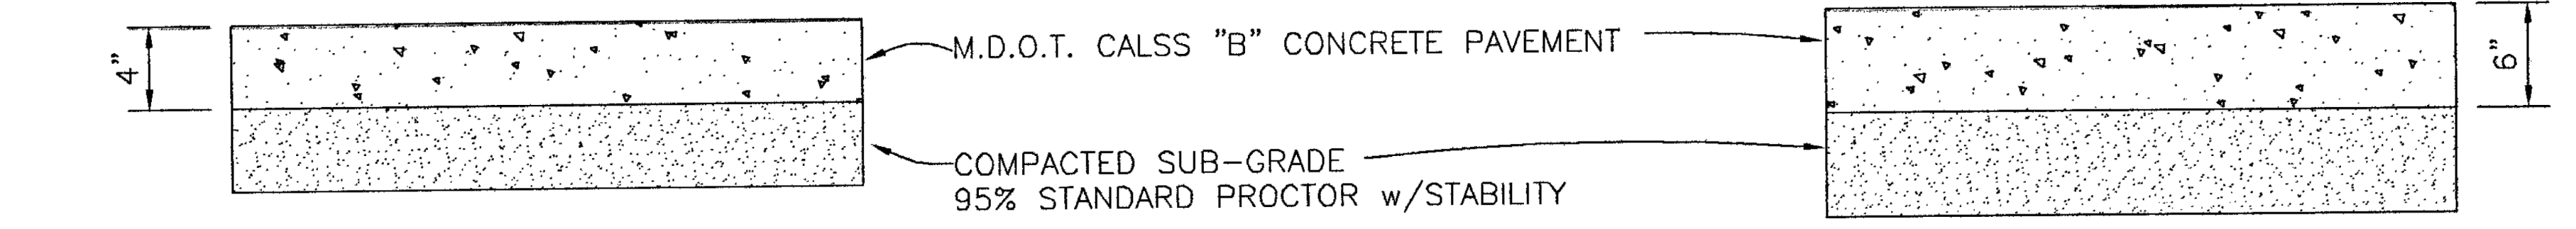 4"
M.D.O.T. CALSS "B" CONCRETE PAVEMENT
6"
COMPACTED SUB-GRADE
95% STANDARD PROCTOR w/STABILITY